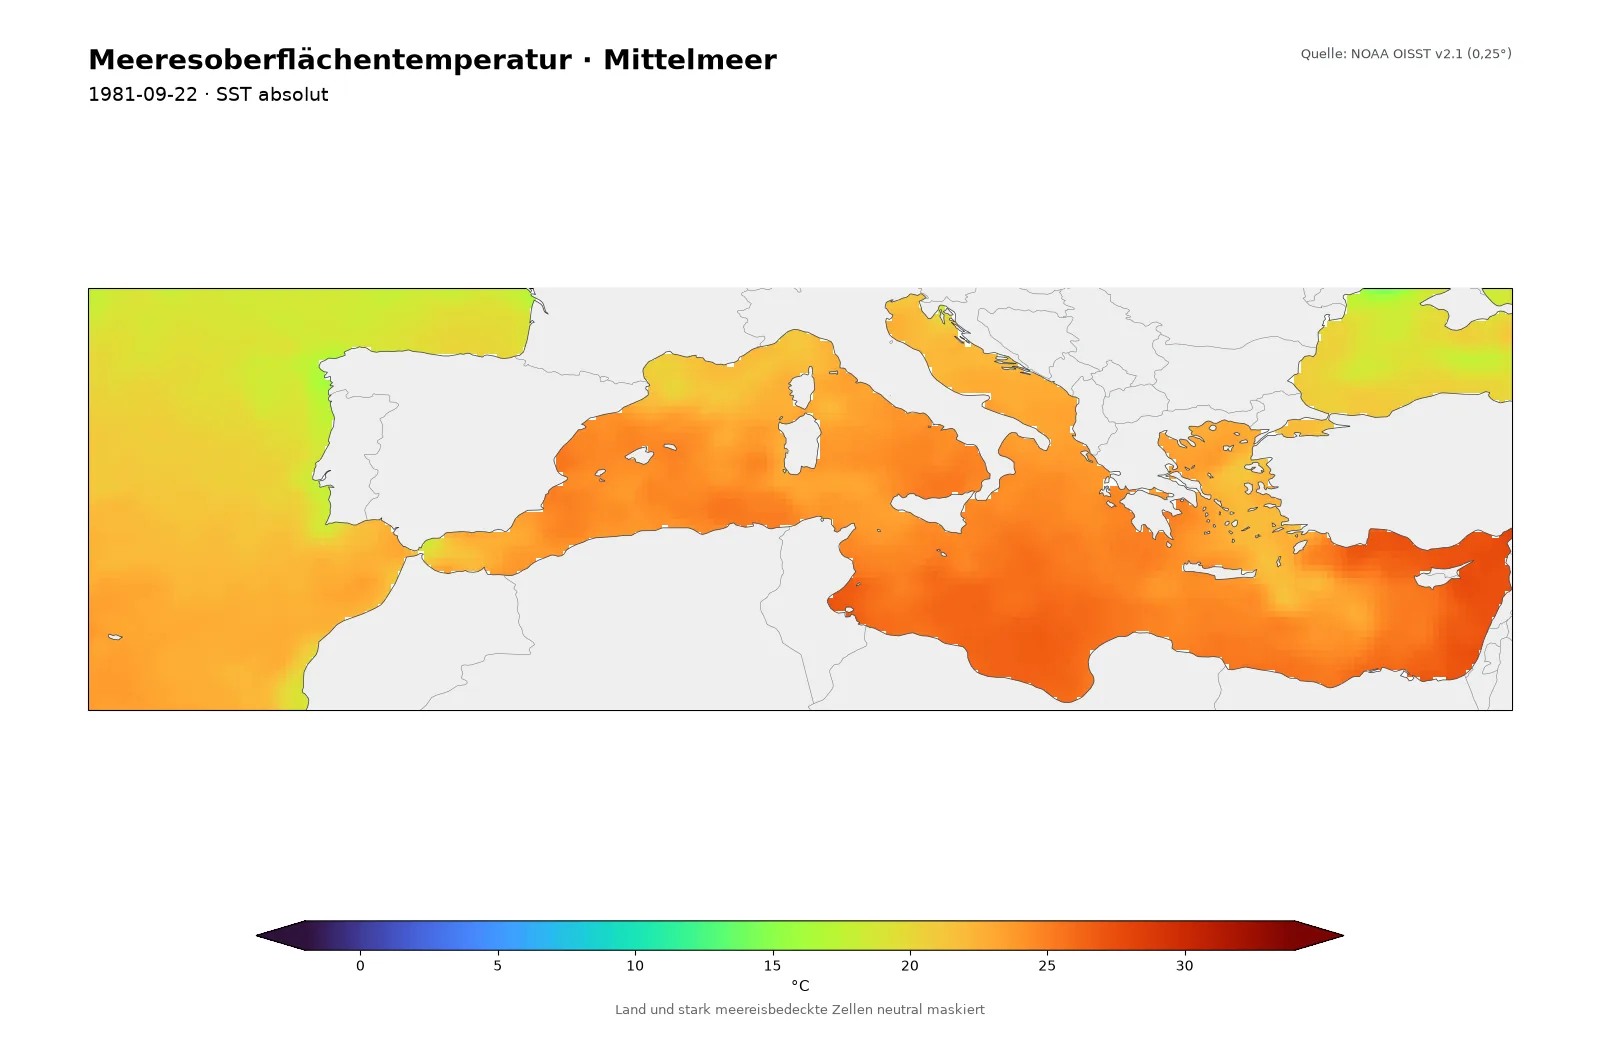 Meeresoberflächentemperatur · Mittelmeer
Quelle: NOAA OISST v2.1 (0,25°)
1981-09-22 · SST absolut
0 5 10 15 20 25 30
°C
Land und stark meereisbedeckte Zellen neutral maskiert